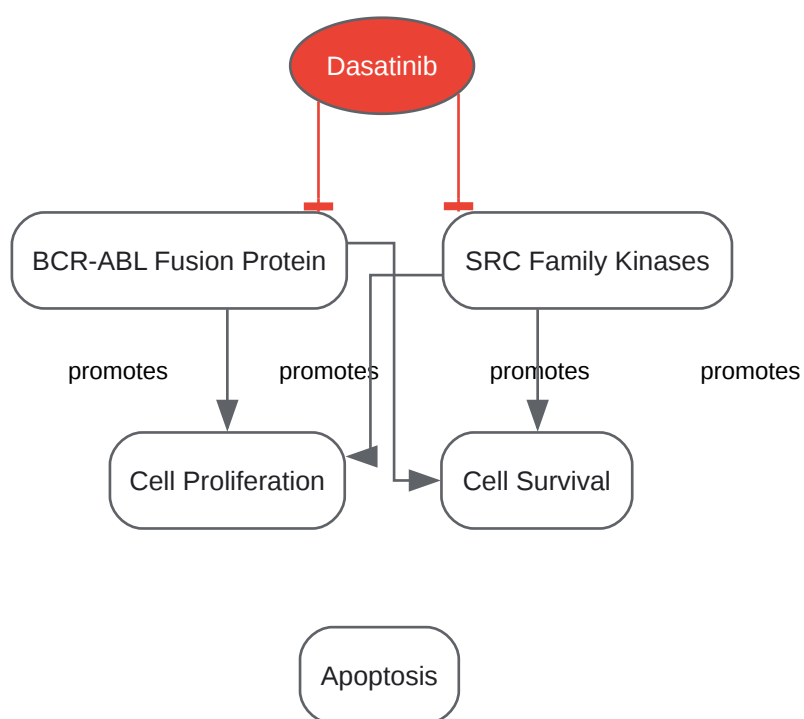 Dasatinib
BCR-ABL Fusion Protein
SRC Family Kinases
promotes
promotes
promotes
promotes
Cell Proliferation
Cell Survival
Apoptosis